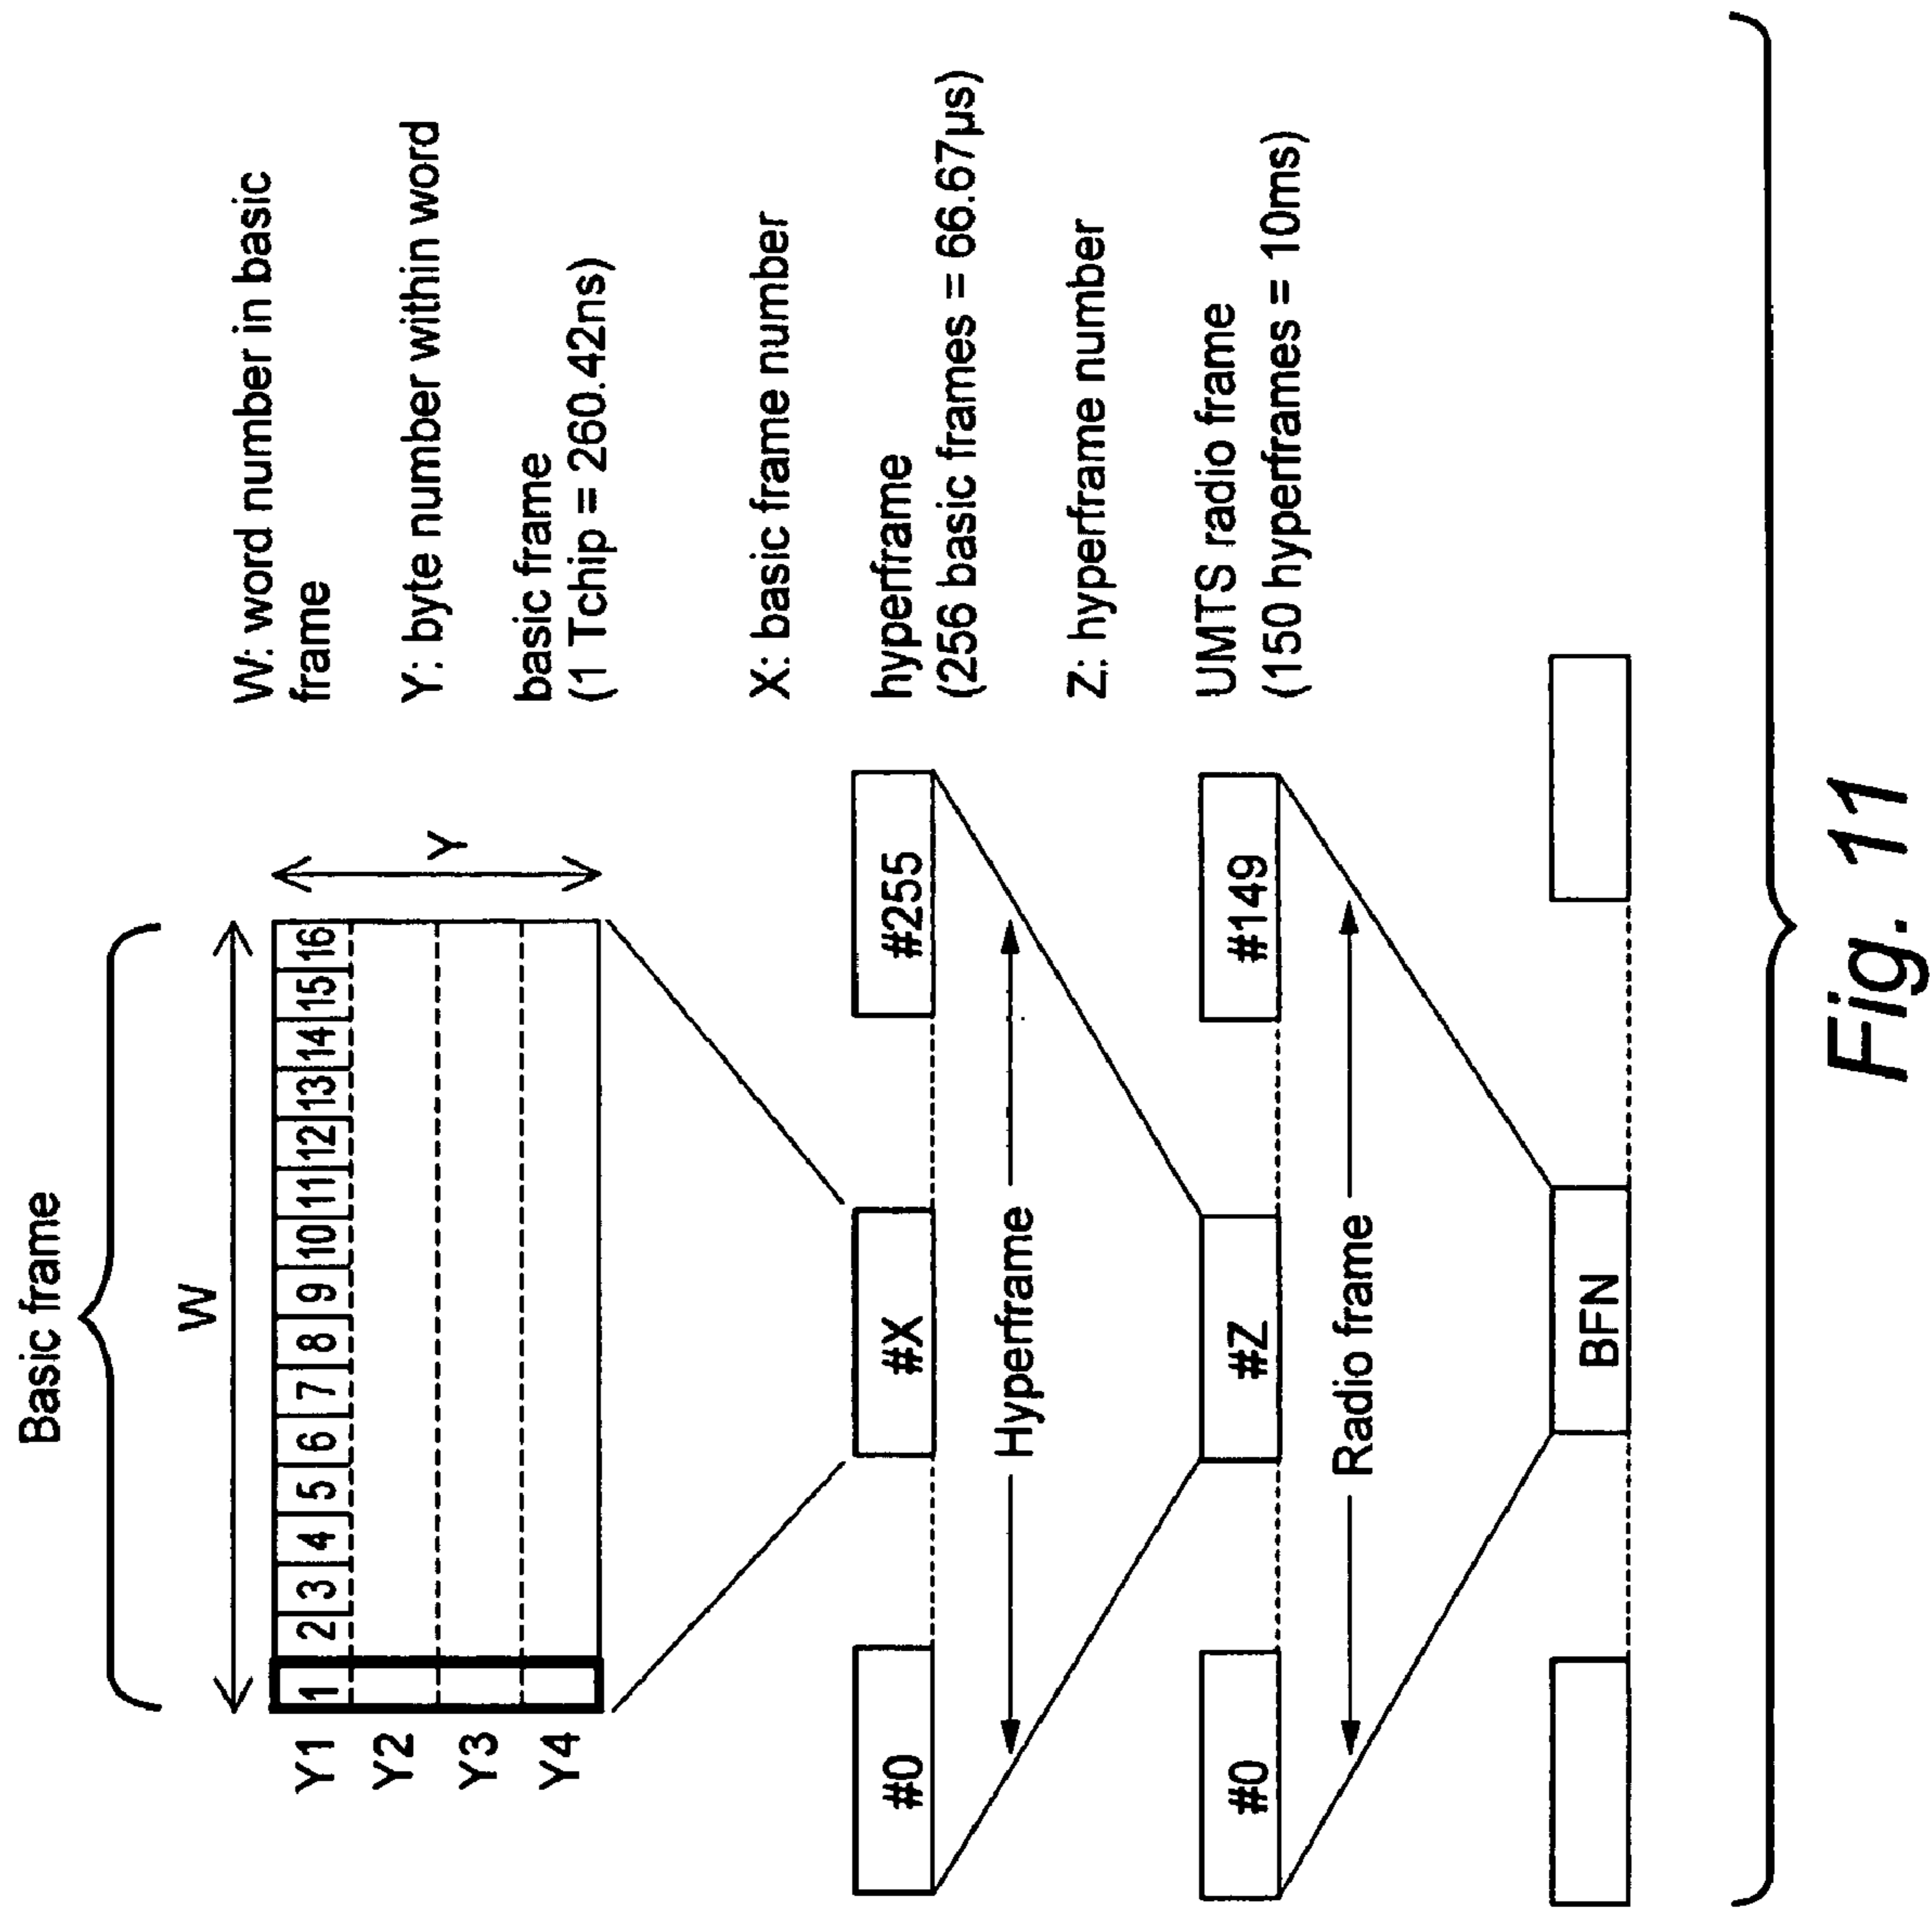 Basic frame
W
Y1 1 2 3 4 5 6 7 8 9 10 11 12 13 14 15 16
Y2
Y3
Y4
Y
W: word number in basic
frame
Y: byte number within word
basic frame
(1 Tchip = 260.42ns)
#0 #X #255
X: basic frame number
Hyperframe
hyperframe
(256 basic frames = 66.67µs)
Z: hyperframe number
#0 #Z #149
UMTS radio frame
(150 hyperframes = 10ms)
Radio frame
BFN
Fig. 11